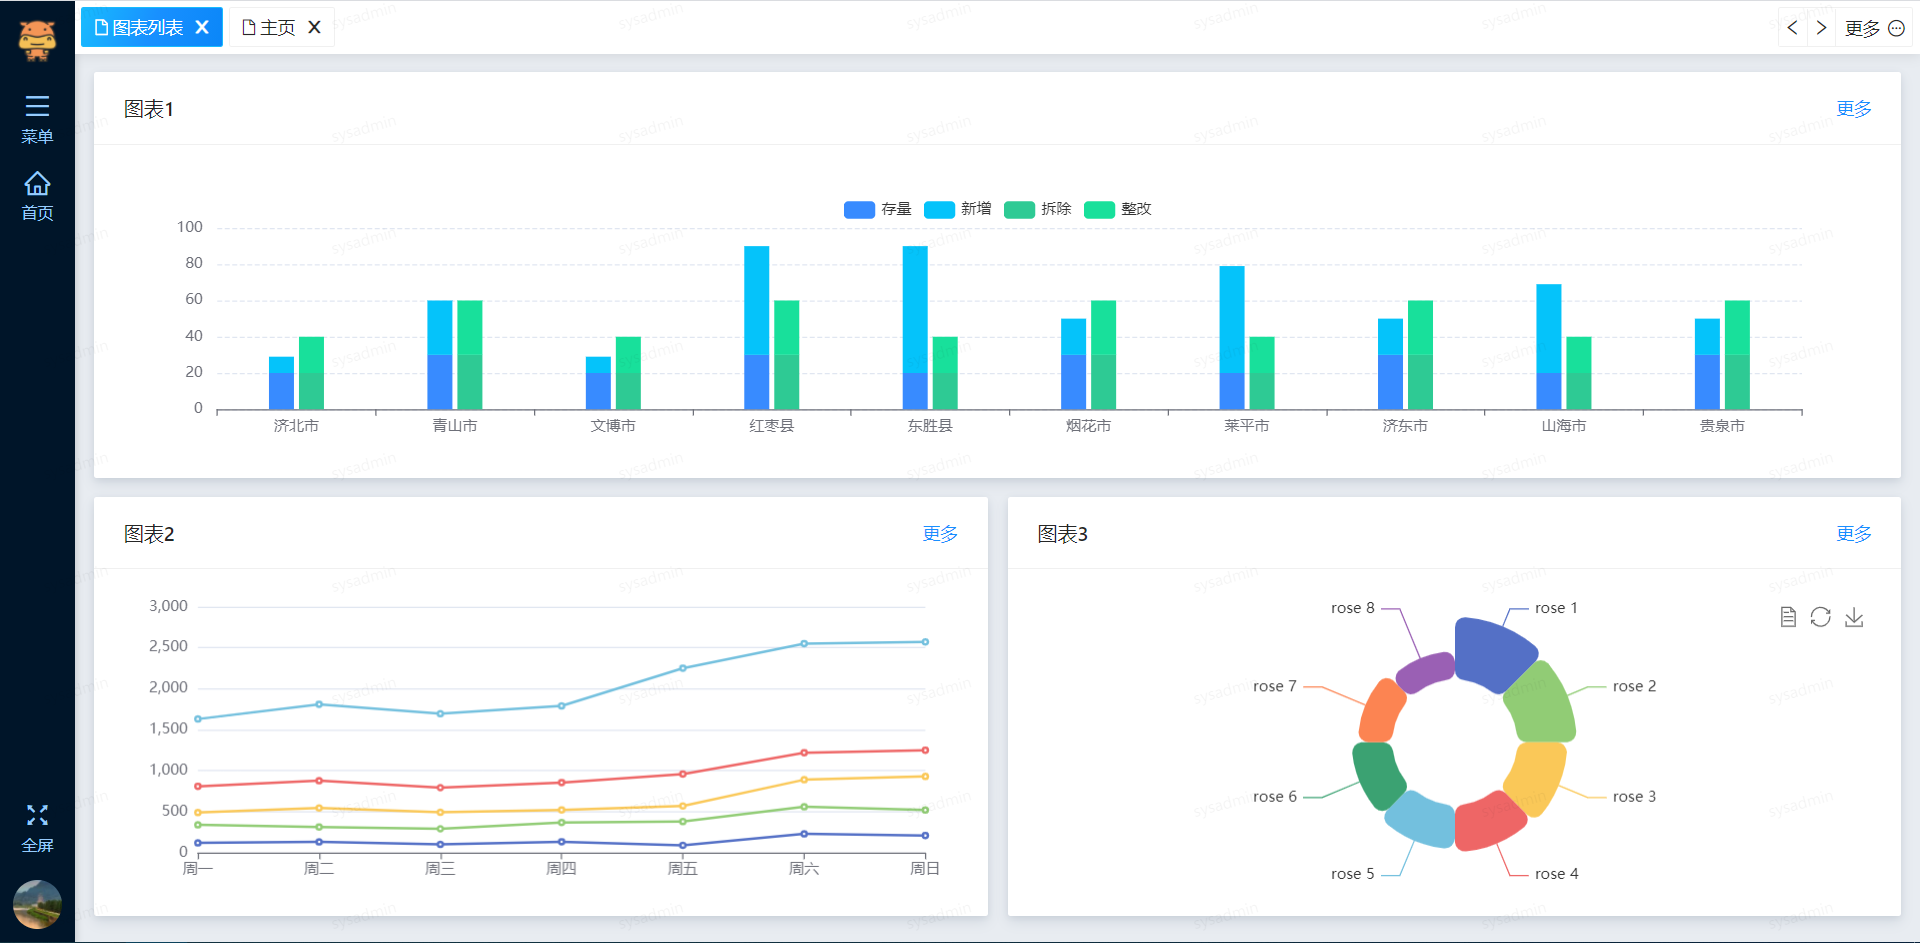 图表列表 X 主页 X 更多
菜单
首页
全屏
图表1 更多
存量 新增 拆除 整改
100
80
60
40
20
0
济北市 青山市 文博市 红枣县 东胜县 烟花市 莱平市 济东市 山海市 贵泉市
图表2 更多
3,000
2,500
2,000
1,500
1,000
500
0
周一 周二 周三 周四 周五 周六 周日
图表3 更多
rose 8 rose 1
rose 7 rose 2
rose 6 rose 3
rose 5 rose 4
sysadmin